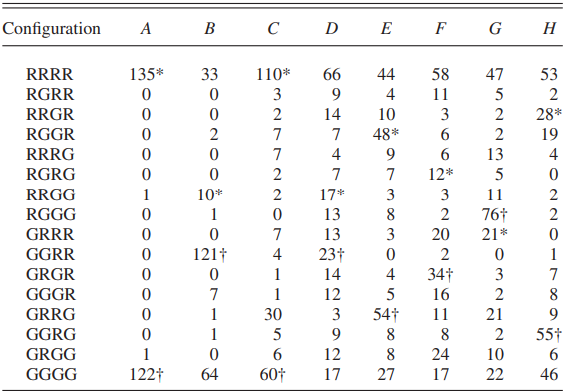 Configuration A B C D E F G H
RRRR 135* 33 110* 66 44 58 47 53
RGRR 0 0 3 9 4 11 5 2
RRGR 0 0 2 14 10 3 2 28*
RGGR 0 2 7 7 48* 6 2 19
RRRG 0 0 7 4 9 6 13 4
RGRG 0 0 2 7 7 12* 5 0
RRGG 1 10* 2 17* 3 3 11 2
RGGG 0 1 0 13 8 2 76† 2
GRRR 0 0 7 13 3 20 21* 0
GGRR 0 121† 4 23† 0 2 0 1
GRGR 0 0 1 14 4 34† 3 7
GGGR 0 7 1 12 5 16 2 8
GRRG 0 1 30 3 54† 11 21 9
GGRG 0 1 5 9 8 8 2 55†
GRGG 1 0 6 12 8 24 10 6
GGGG 122† 64 60† 17 27 17 22 46